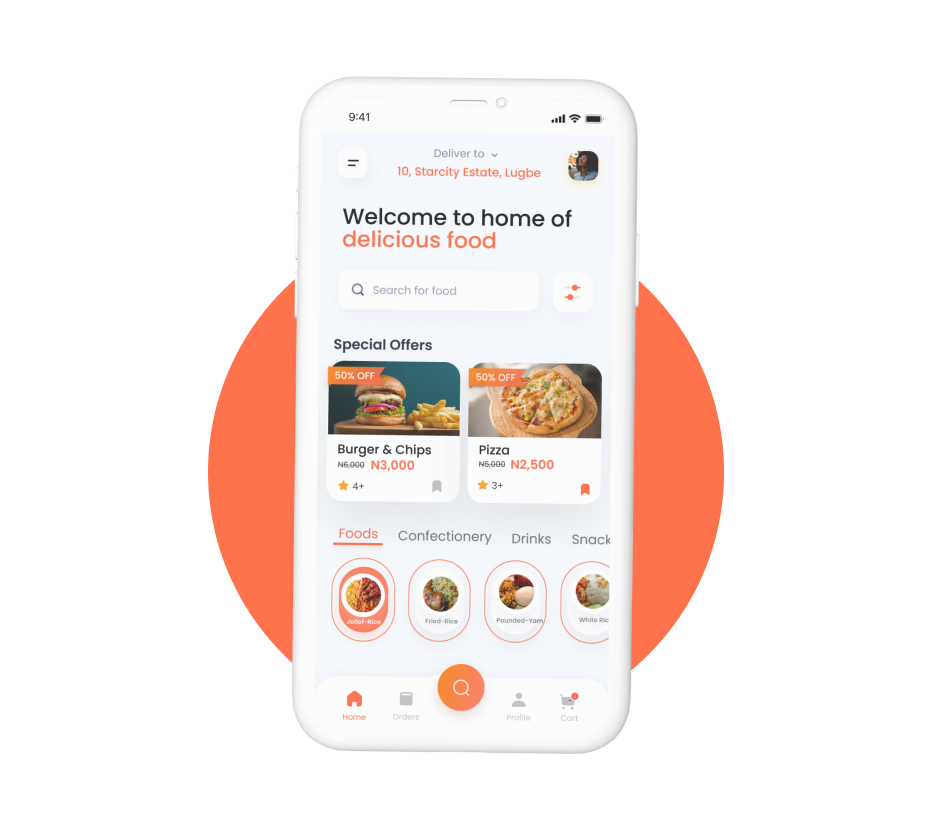 9:41
Deliver to
10, Starcity Estate, Lugbe
Welcome to home of
delicious food
Search for food
Special Offers
50% OFF
50% OFF
Burger & Chips
Pizza
N6,000 N3,000
N5,000 N2,500
4+
3+
Foods Confectionery Drinks Snack
Jollof-Rice Fried-Rice Pounded-Yam White Ric
Home Orders Profile Cart